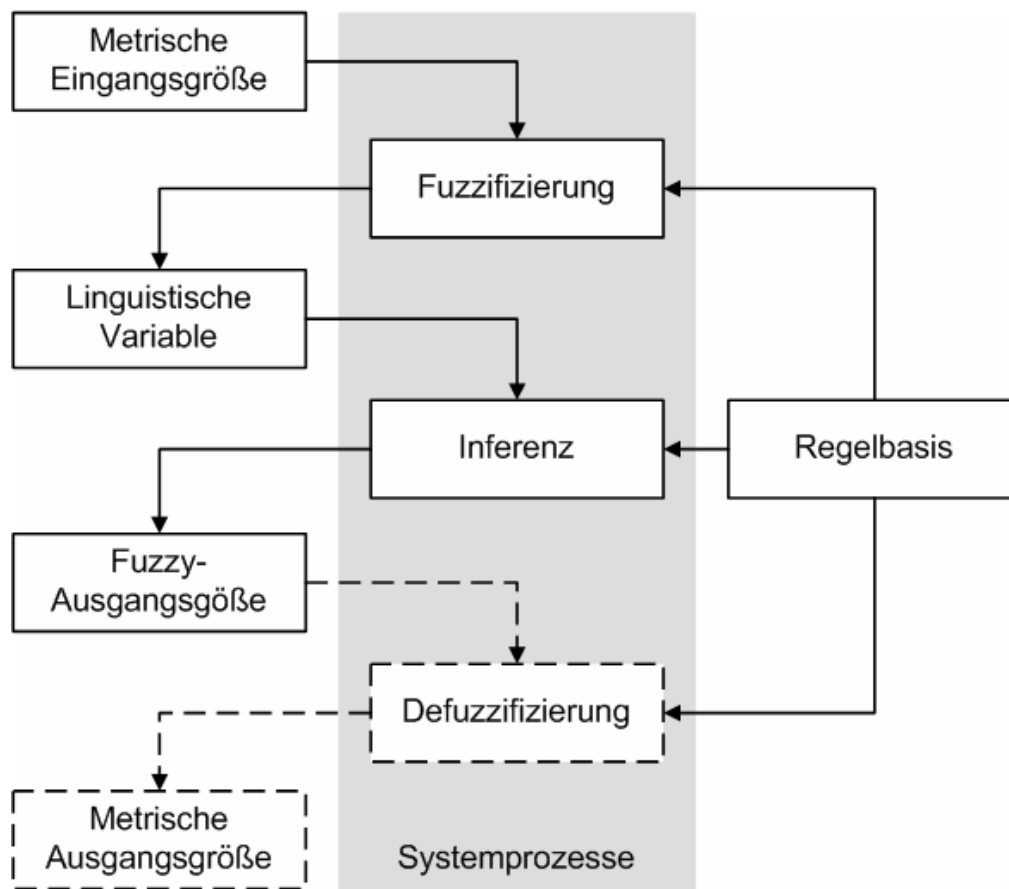 Metrische
Eingangsgröße
Fuzzifizierung
Linguistische
Variable
Inferenz
Regelbasis
Fuzzy-
Ausgangsgöße
Defuzzifizierung
Metrische
Ausgangsgröße
Systemprozesse